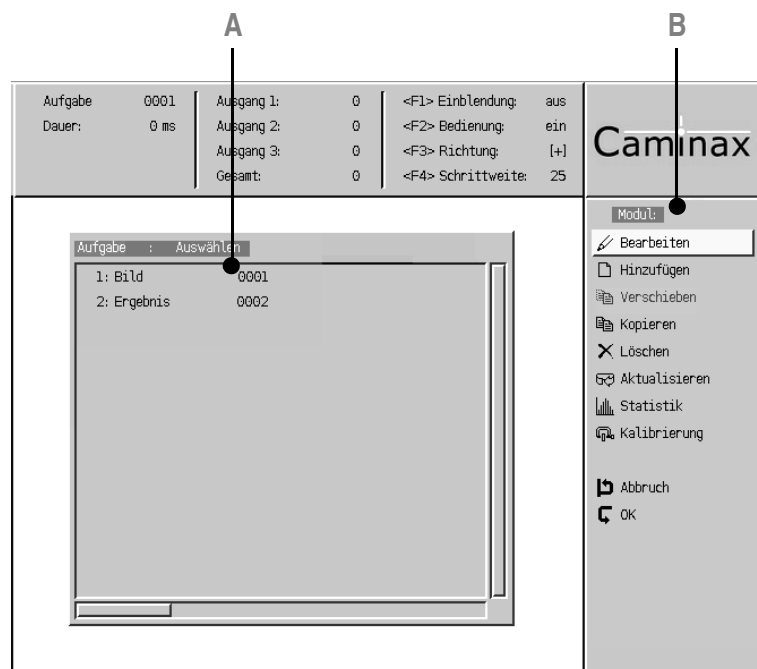 A B
Aufgabe 0001
Dauer: 0 ms
Ausgang 1: 0
Ausgang 2: 0
Ausgang 3: 0
Gesamt: 0
<F1> Einblendung: aus
<F2> Bedienung: ein
<F3> Richtung: [+]
<F4> Schrittweite: 25
Caminax
Aufgabe : Auswählen
1: Bild 0001
2: Ergebnis 0002
Modul:
Bearbeiten
Hinzufügen
Verschieben
Kopieren
Löschen
Aktualisieren
Statistik
Kalibrierung
Abbruch
OK